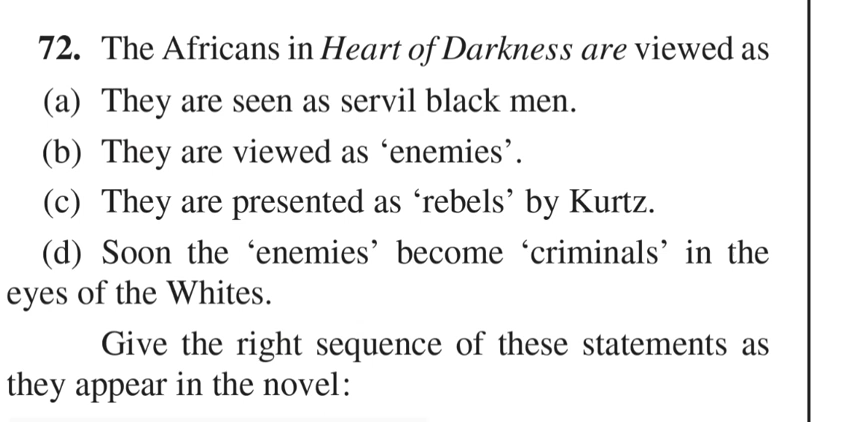 72. The Africans in Heart of Darkness are viewed as
(a) They are seen as servil black men.
(b) They are viewed as ‘enemies’.
(c) They are presented as ‘rebels’ by Kurtz.
(d) Soon the ‘enemies’ become ‘criminals’ in the
eyes of the Whites.
Give the right sequence of these statements as
they appear in the novel: